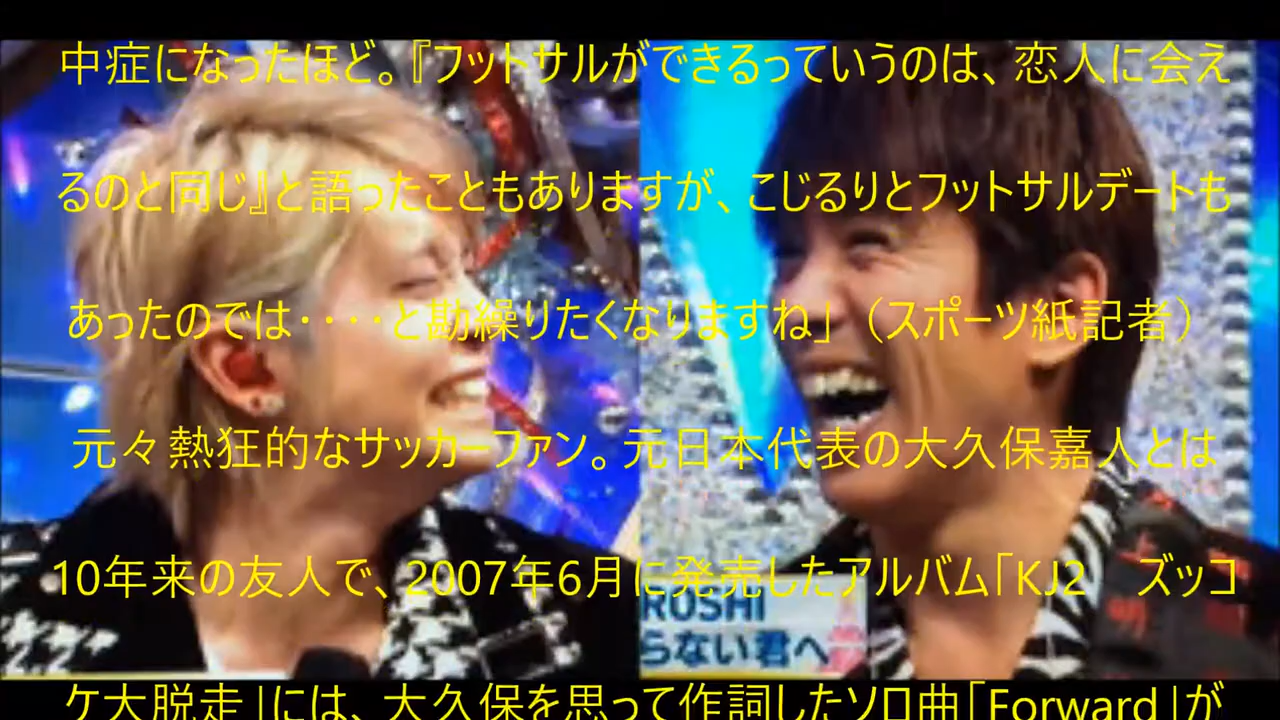 中症になったほど。『フットサルができるっていうのは、恋人に会え
るのと同じ』と語ったこともありますが、こじるりとフットサルデートも
あったのでは・・・・と勘繰りたくなりますね」（スポーツ紙記者）
元々熱狂的なサッカーファン。元日本代表の大久保嘉人とは
10年来の友人で、2007年6月に発売したアルバム「KJ2　ズッコ
ROSHI
らない君へ
ケ大脱走」には、大久保を思って作詞したソロ曲「Forward」が